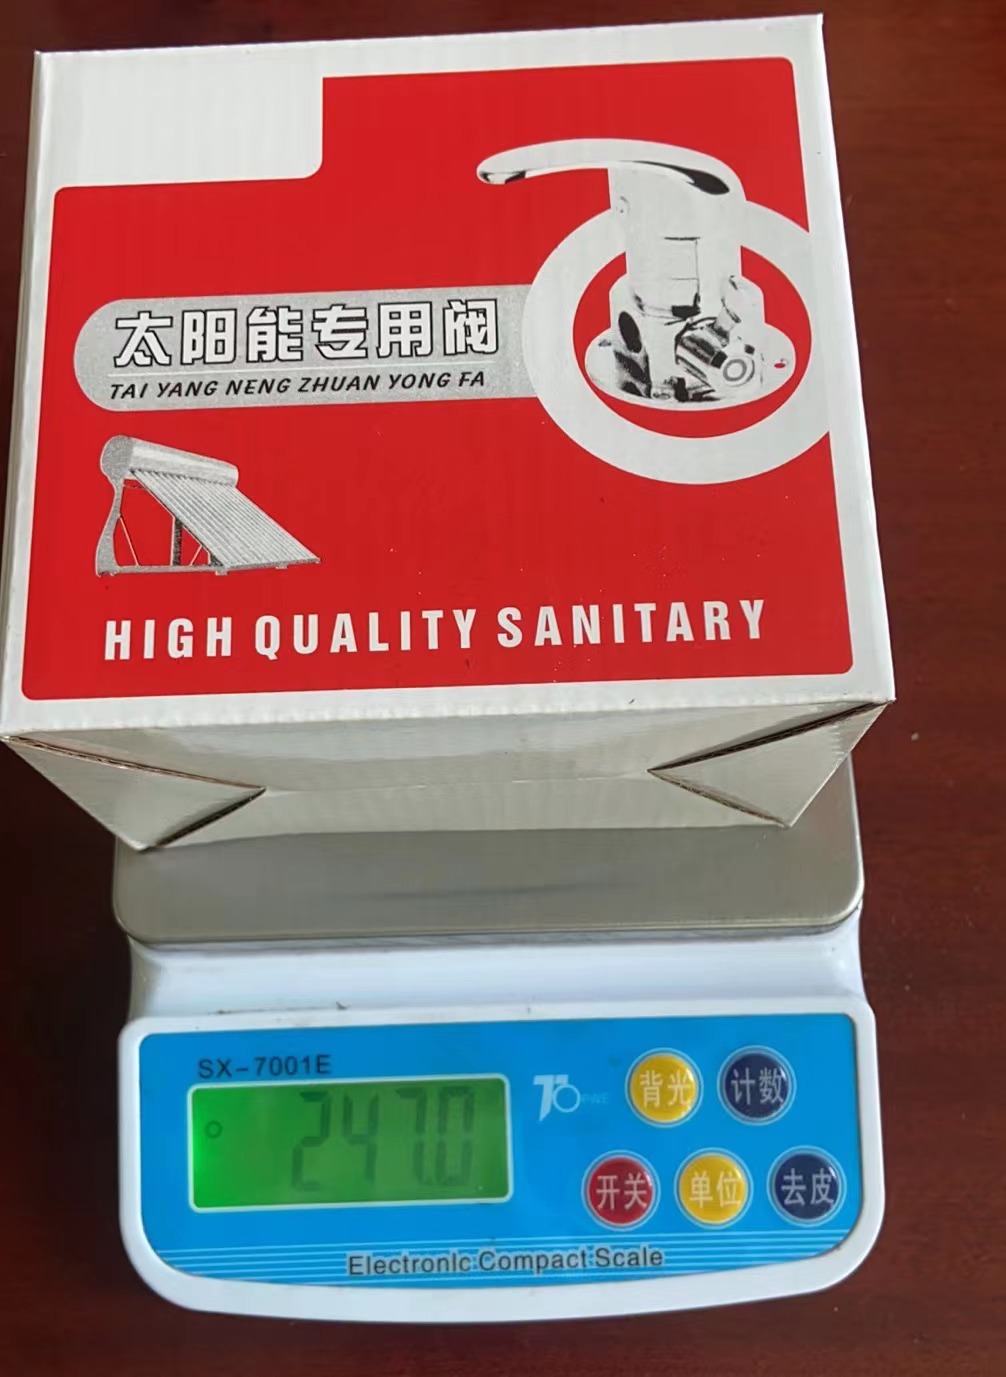 太阳能专用阀
TAI YANG NENG ZHUAN YONG FA
HIGH QUALITY SANITARY
SX-7001E
247.0
背光
计数
开关
单位
去皮
Electronic Compact Scale